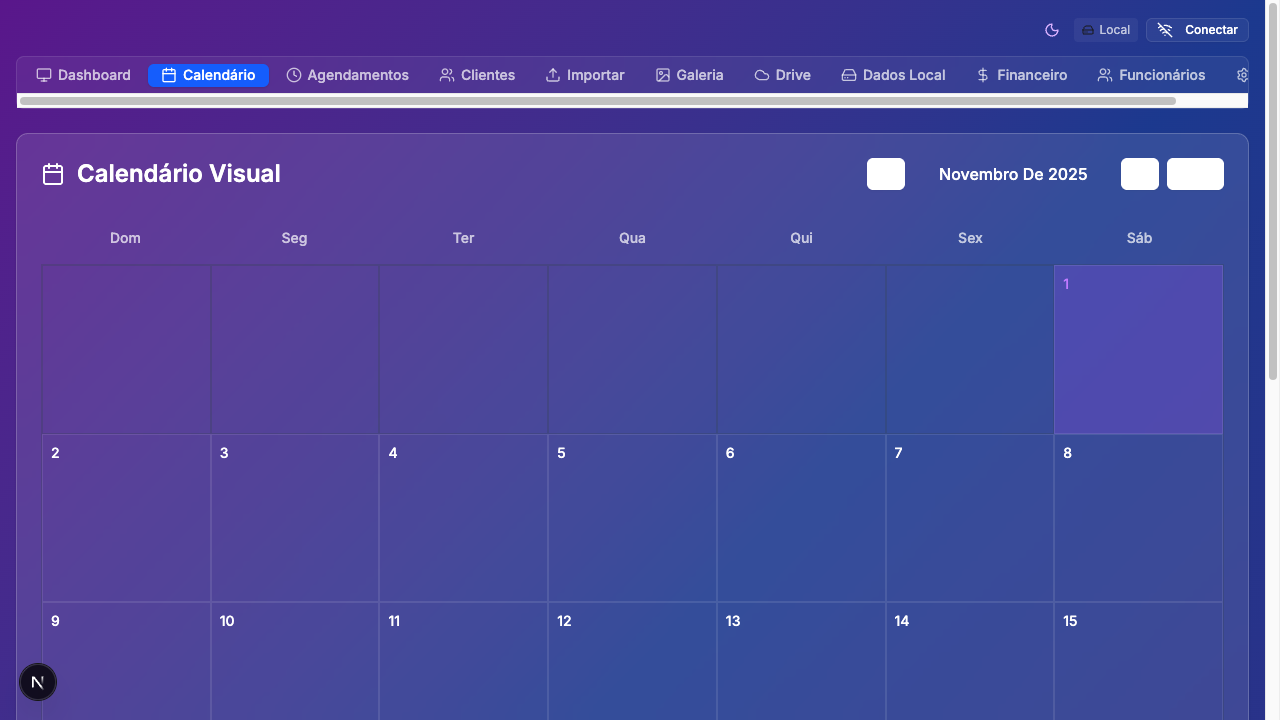 Local Conectar
Dashboard Calendário Agendamentos Clientes Importar Galeria Drive Dados Local Financeiro Funcionários
Calendário Visual Novembro De 2025
Dom Seg Ter Qua Qui Sex Sáb
1
2 3 4 5 6 7 8
9 10 11 12 13 14 15
N